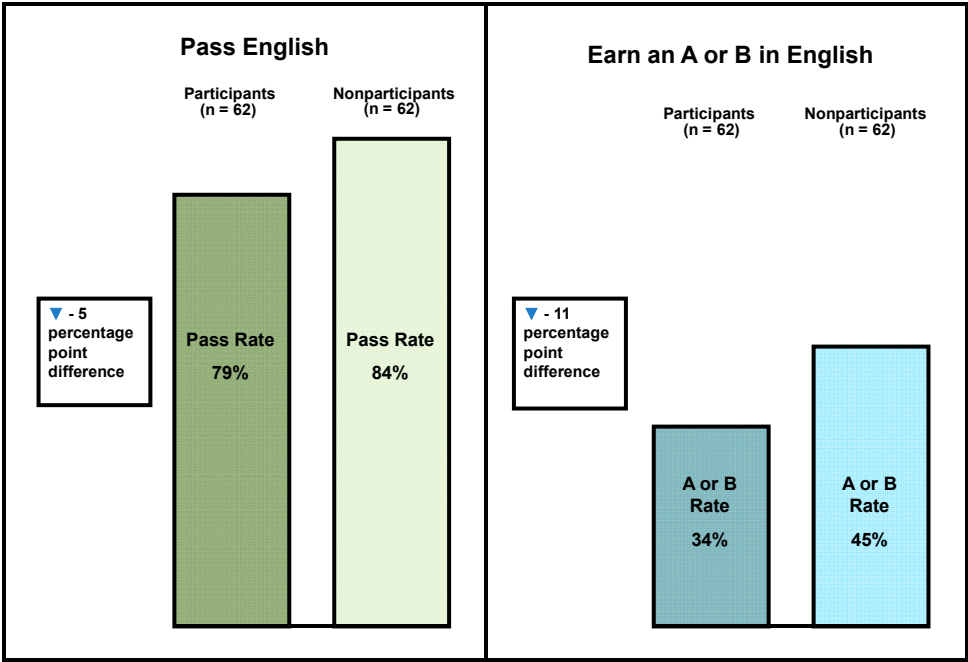 Pass English
Participants
(n = 62)
Nonparticipants
(n = 62)
▼ - 5
percentage
point
difference
Pass Rate
79%
Pass Rate
84%
Earn an A or B in English
Participants
(n = 62)
Nonparticipants
(n = 62)
▼ - 11
percentage
point
difference
A or B
Rate
34%
A or B
Rate
45%